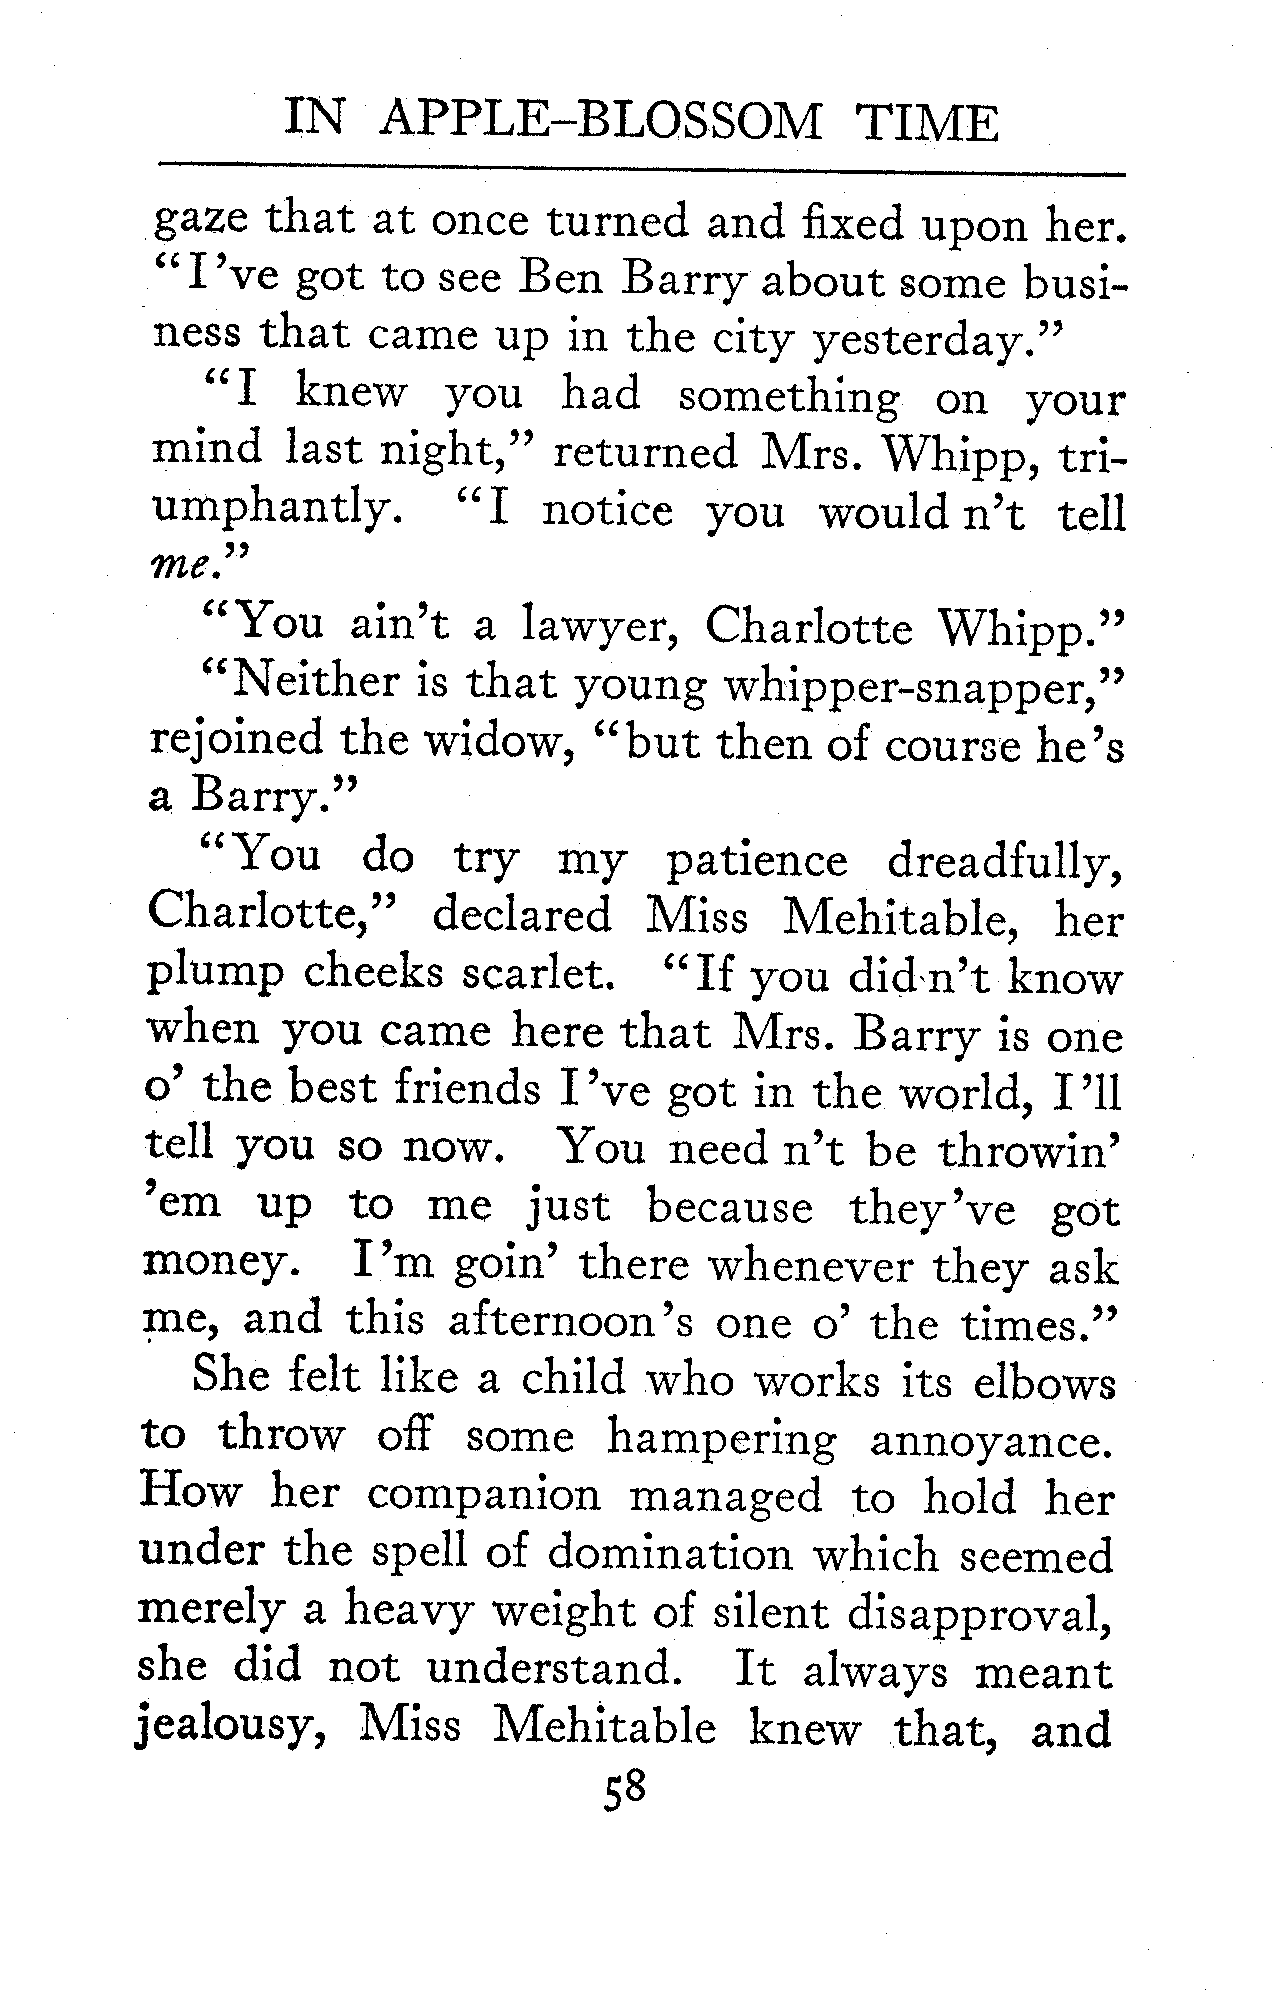 IN APPLE-BLOSSOM TIME
gaze that at once turned and fixed upon her.
“I've got to see Ben Barry about some busi-
ness that came up in the city yesterday.”
“I knew you had something on your
mind last night,” returned Mrs. Whipp, tri-
umphantly. “I notice you would n't tell
me.”
“You ain't a lawyer, Charlotte Whipp.”
“Neither is that young whipper-snapper,”
rejoined the widow, “but then of course he's
a Barry.”
“You do try my patience dreadfully,
Charlotte,” declared Miss Mehitable, her
plump cheeks scarlet. “If you did n't know
when you came here that Mrs. Barry is one
o' the best friends I've got in the world, I'll
tell you so now. You need n't be throwin'
'em up to me just because they've got
money. I'm goin' there whenever they ask
me, and this afternoon's one o' the times.”
She felt like a child who works its elbows
to throw off some hampering annoyance.
How her companion managed to hold her
under the spell of domination which seemed
merely a heavy weight of silent disapproval,
she did not understand. It always meant
jealousy, Miss Mehitable knew that, and
58